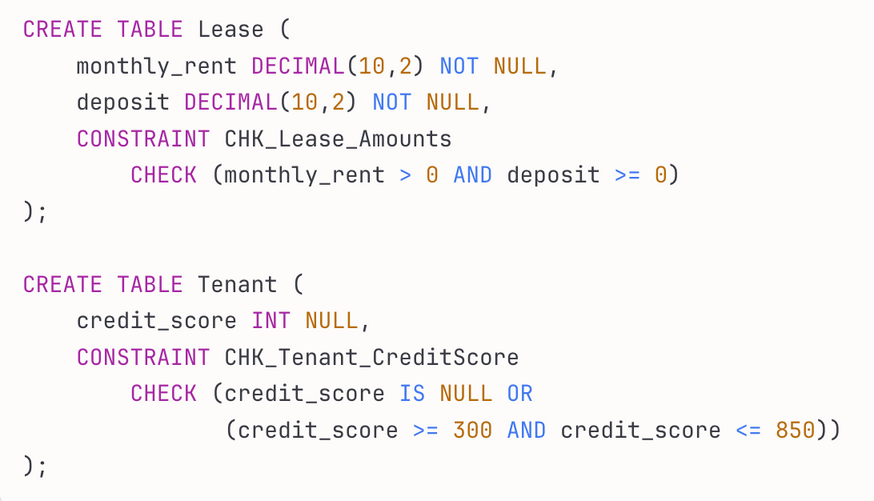 CREATE TABLE Lease (
    monthly_rent DECIMAL(10,2) NOT NULL,
    deposit DECIMAL(10,2) NOT NULL,
    CONSTRAINT CHK_Lease_Amounts
        CHECK (monthly_rent > 0 AND deposit >= 0)
);

CREATE TABLE Tenant (
    credit_score INT NULL,
    CONSTRAINT CHK_Tenant_CreditScore
        CHECK (credit_score IS NULL OR
               (credit_score >= 300 AND credit_score <= 850))
);